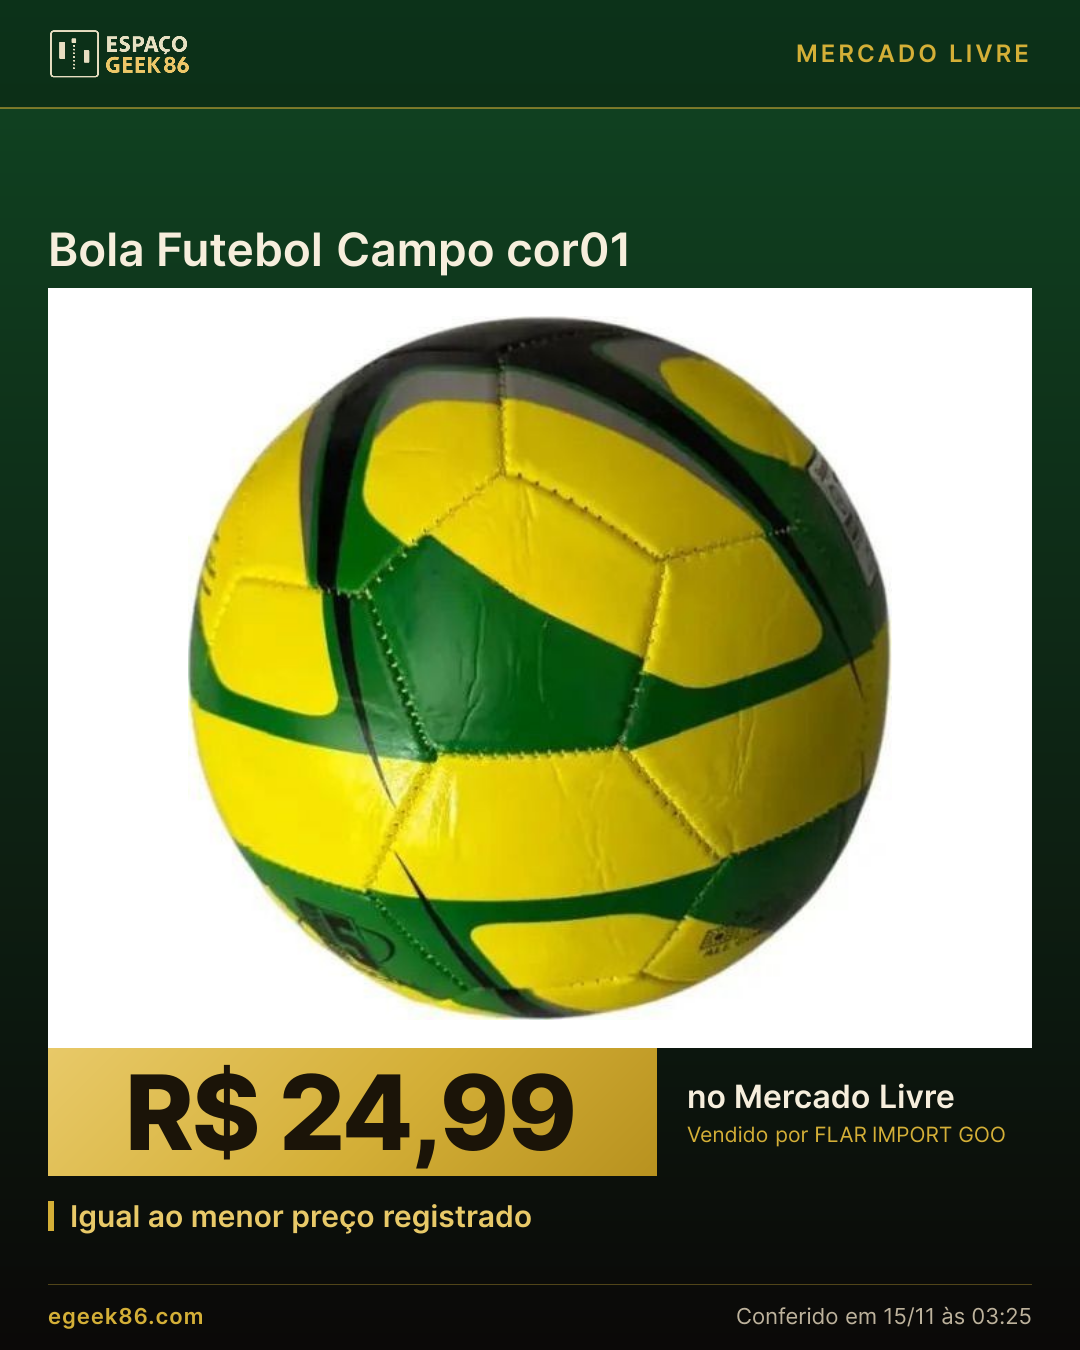 ESPAÇO
GEEK86
MERCADO LIVRE
Bola Futebol Campo cor01
R$ 24,99
no Mercado Livre
Vendido por FLAR IMPORT GOO
Igual ao menor preço registrado
egeek86.com
Conferido em 15/11 às 03:25